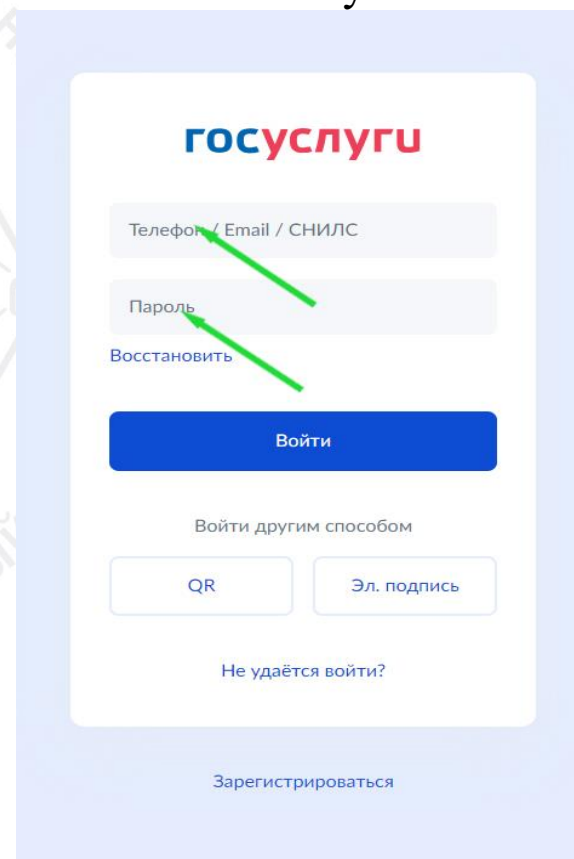 госуслуги
Телефон / Email / СНИЛС
Пароль
Восстановить
Войти
Войти другим способом
QR Эл. подпись
Не удаётся войти?
Зарегистрироваться